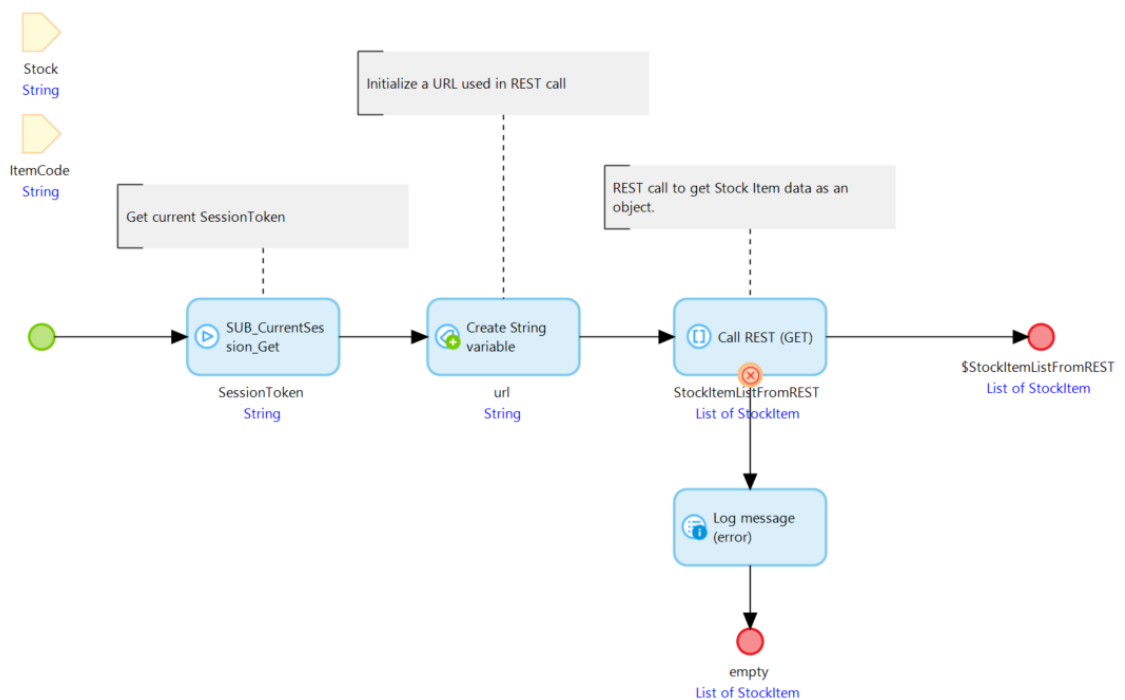 Stock
String
Initialize a URL used in REST call
ItemCode
String
Get current SessionToken
REST call to get Stock Item data as an
object.
SUB_CurrentSes
sion_Get
SessionToken
String
Create String
variable
url
String
Call REST (GET)
StockItemListFromREST
List of StockItem
$StockItemListFromREST
List of StockItem
Log message
(error)
empty
List of StockItem